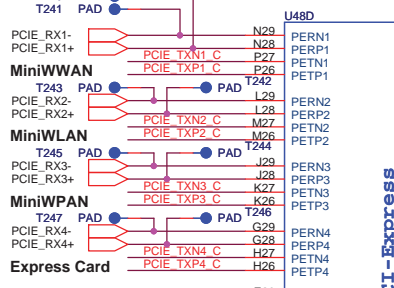 T241 PAD
U48D
PCIE_RX1- N29 PERN1
PCIE_RX1+ N28 PERP1
PCIE_TXN1_C P27 PETN1
MiniWWAN PCIE_TXP1_C P26 PETP1
T243 PAD PAD T242
PCIE_RX2- L29 PERN2
PCIE_RX2+ L28 PERP2
PCIE_TXN2_C M27 PETN2
MiniWLAN PCIE_TXP2_C M26 PETP2
T245 PAD PAD T244
PCIE_RX3- J29 PERN3
PCIE_RX3+ J28 PERP3
PCIE_TXN3_C K27 PETN3
MiniWPAN PCIE_TXP3_C K26 PETP3
T247 PAD PAD T246
PCIE_RX4- G29 PERN4
PCIE_RX4+ G28 PERP4
PCIE_TXN4_C H27 PETN4
Express Card PCIE_TXP4_C H26 PETP4
CI-Express